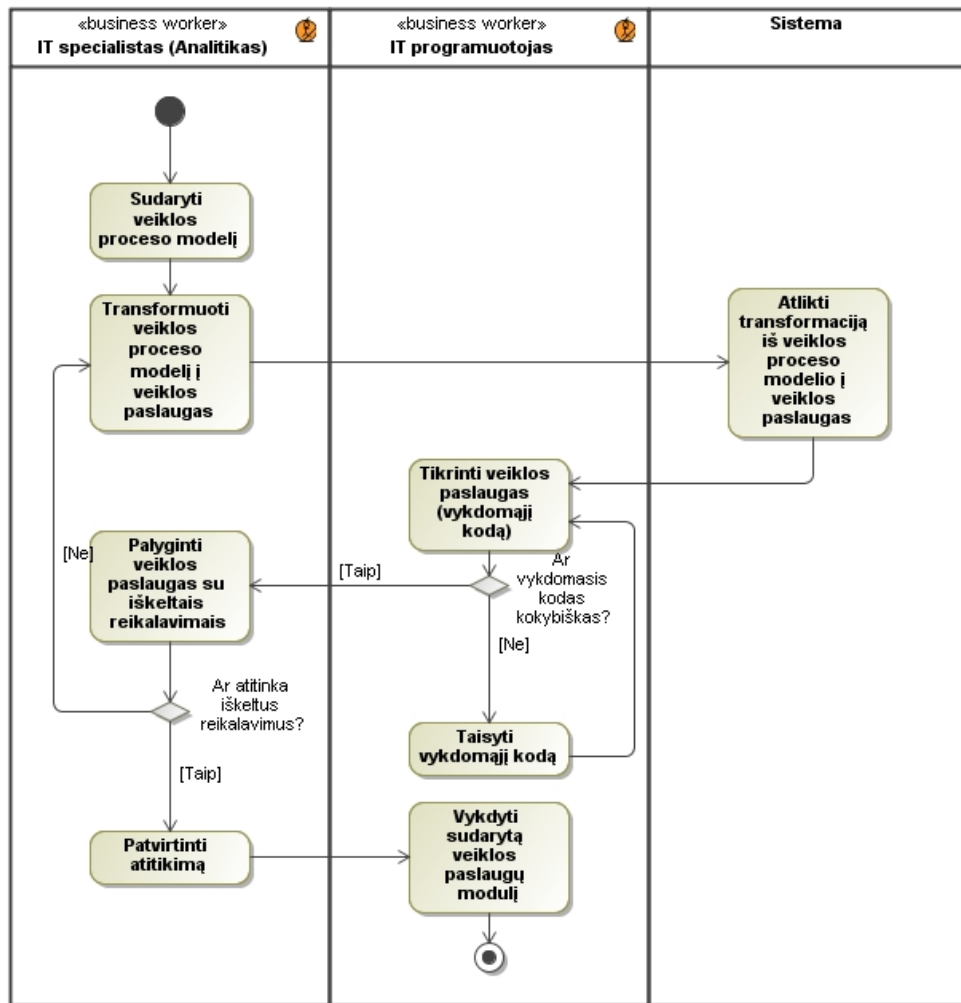 «business worker»
IT specialistas (Analitikas)
«business worker»
IT programuotojas
Sistema
Sudaryti
veiklos
proceso modelį
Transformuoti
veiklos
proceso
modelį į
veiklos
paslaugas
Atlikti
transformaciją
iš veiklos
proceso
modelio į
veiklos
paslaugas
Tikrinti veiklos
paslaugas
(vykdomąjį
kodą)
[Ne]
Palyginti
veiklos
paslaugas su
iškeltais
reikalavimais
[Taip]
Ar
vykdomasis
kodas
kokybiškas?
[Ne]
Ar atitinka
iškeltus
reikalavimus?
Taisyti
vykdomąjį kodą
[Taip]
Patvirtinti
atitikimą
Vykdyti
sudarytą
veiklos
paslaugų
modulį